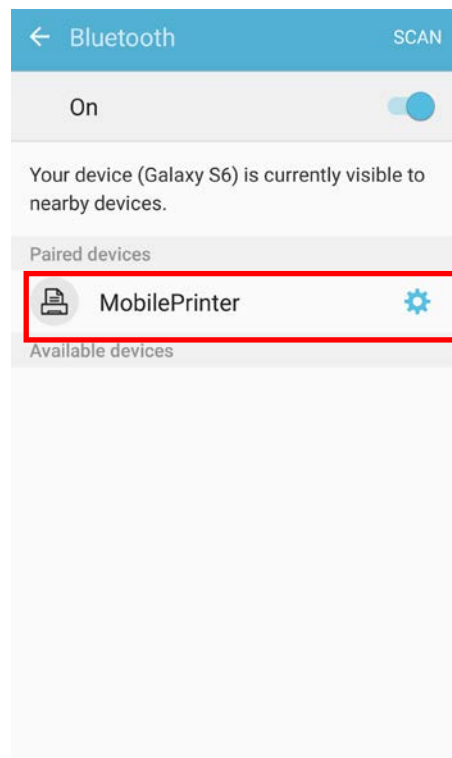 Bluetooth SCAN
On
Your device (Galaxy S6) is currently visible to
nearby devices.
Paired devices
MobilePrinter
Available devices